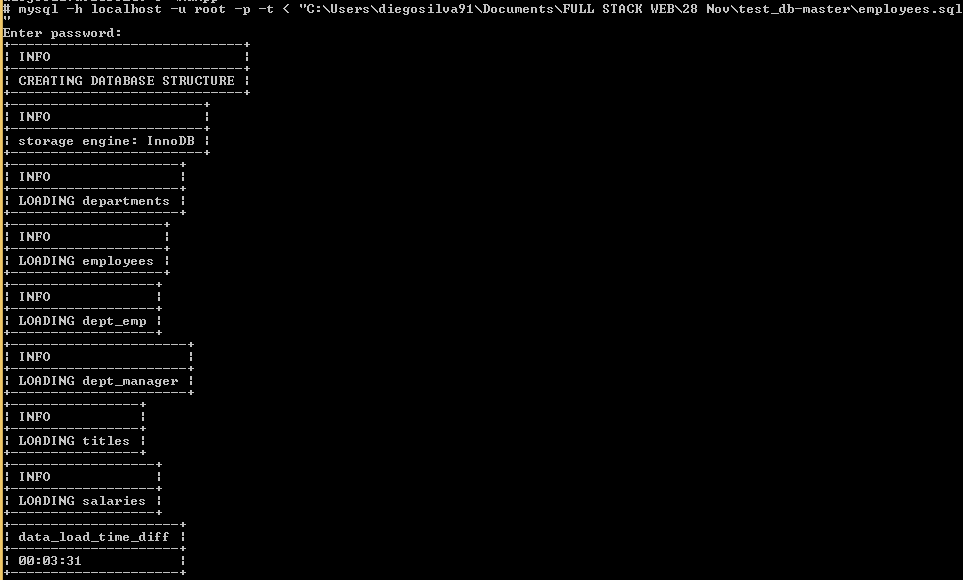 # mysql -h localhost -u root -p -t < "C:\Users\diegosilva91\Documents\FULL STACK WEB\28 Nov\test_db-master\employees.sql
"
Enter password:
+-----------------------------+
| INFO                        |
+-----------------------------+
| CREATING DATABASE STRUCTURE |
+-----------------------------+
+------------------------+
| INFO                   |
+------------------------+
| storage engine: InnoDB |
+------------------------+
+---------------------+
| INFO                |
+---------------------+
| LOADING departments |
+---------------------+
+-------------------+
| INFO              |
+-------------------+
| LOADING employees |
+-------------------+
+------------------+
| INFO             |
+------------------+
| LOADING dept_emp |
+------------------+
+----------------------+
| INFO                 |
+----------------------+
| LOADING dept_manager |
+----------------------+
+----------------+
| INFO           |
+----------------+
| LOADING titles |
+----------------+
+------------------+
| INFO             |
+------------------+
| LOADING salaries |
+------------------+
+---------------------+
| data_load_time_diff |
+---------------------+
| 00:03:31            |
+---------------------+